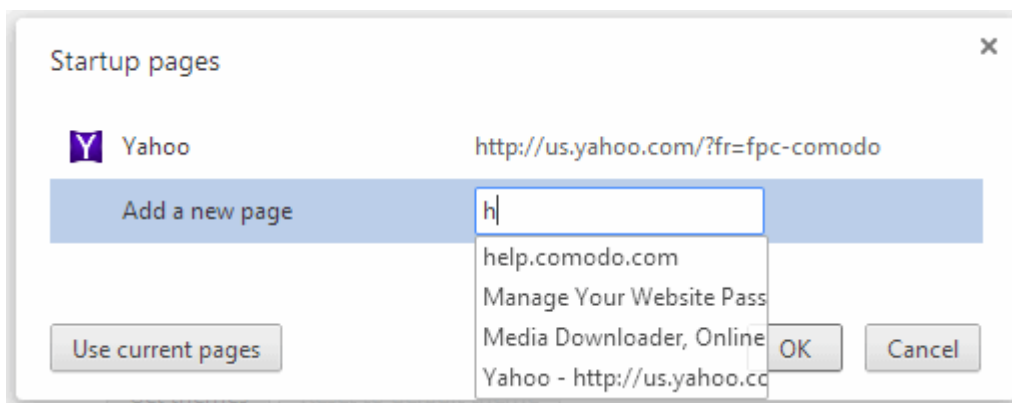 Startup pages
Yahoo http://us.yahoo.com/?fr=fpc-comodo
Add a new page h
help.comodo.com
Manage Your Website Pass
Media Downloader, Online
Yahoo - http://us.yahoo.co
Use current pages OK Cancel